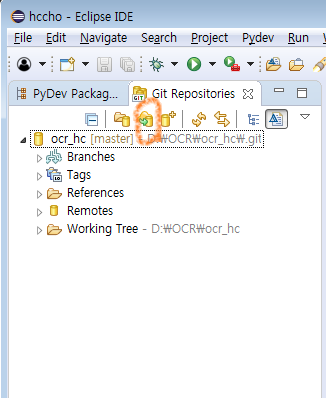 hccho - Eclipse IDE
File Edit Navigate Search Project Pydev Run
PyDev Packag... Git Repositories
ocr_hc [master] - D:₩OCR₩ocr_hc₩.git
Branches
Tags
References
Remotes
Working Tree - D:₩OCR₩ocr_hc